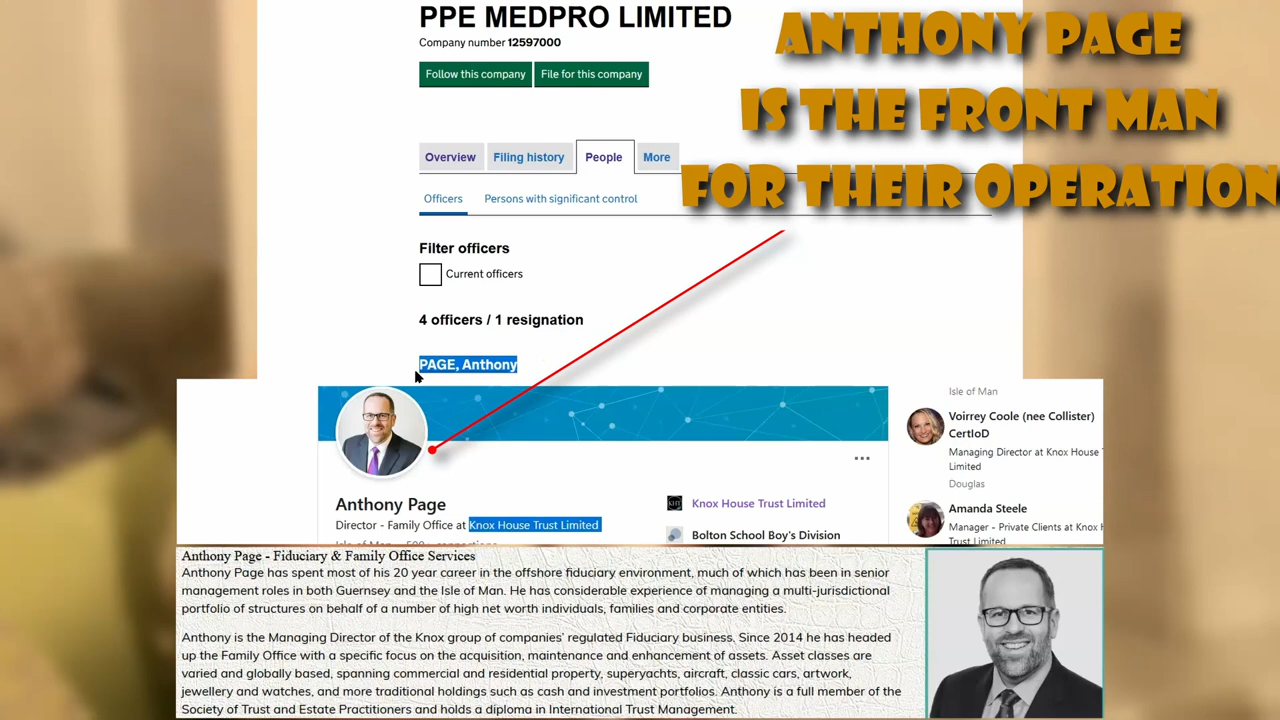 PPE MEDPRO LIMITED
Company number 12597000
Follow this company
File for this company
ANTHONY PAGE
IS THE FRONT MAN
FOR THEIR OPERATION
Overview
Filing history
People
More
Officers
Persons with significant control
Filter officers
Current officers
4 officers / 1 resignation
PAGE, Anthony
Anthony Page
Director - Family Office at Knox House Trust Limited
Knox House Trust Limited
Bolton School Boy's Division
Isle of Man
Voirrey Coole (nee Collister)
CertIoD
Managing Director at Knox House T
Limited
Douglas
Amanda Steele
Manager - Private Clients at Knox H
Trust Limited
Anthony Page - Fiduciary & Family Office Services
Anthony Page has spent most of his 20 year career in the offshore fiduciary environment, much of which has been in senior
management roles in both Guernsey and the Isle of Man. He has considerable experience of managing a multi-jurisdictional
portfolio of structures on behalf of a number of high net worth individuals, families and corporate entities.
Anthony is the Managing Director of the Knox group of companies' regulated Fiduciary business. Since 2014 he has headed
up the Family Office with a specific focus on the acquisition, maintenance and enhancement of assets. Asset classes are
varied and globally based, spanning commercial and residential property, superyachts, aircraft, classic cars, artwork,
jewellery and watches, and more traditional holdings such as cash and investment portfolios. Anthony is a full member of the
Society of Trust and Estate Practitioners and holds a diploma in International Trust Management.